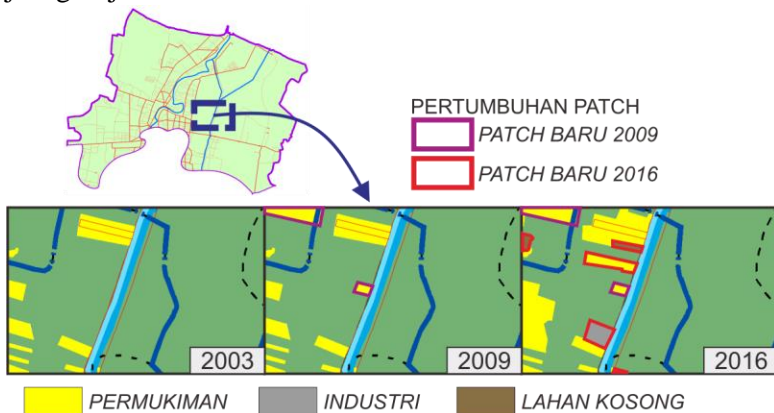 PERTUMBUHAN PATCH
PATCH BARU 2009
PATCH BARU 2016
2003
2009
2016
PERMUKIMAN
INDUSTRI
LAHAN KOSONG